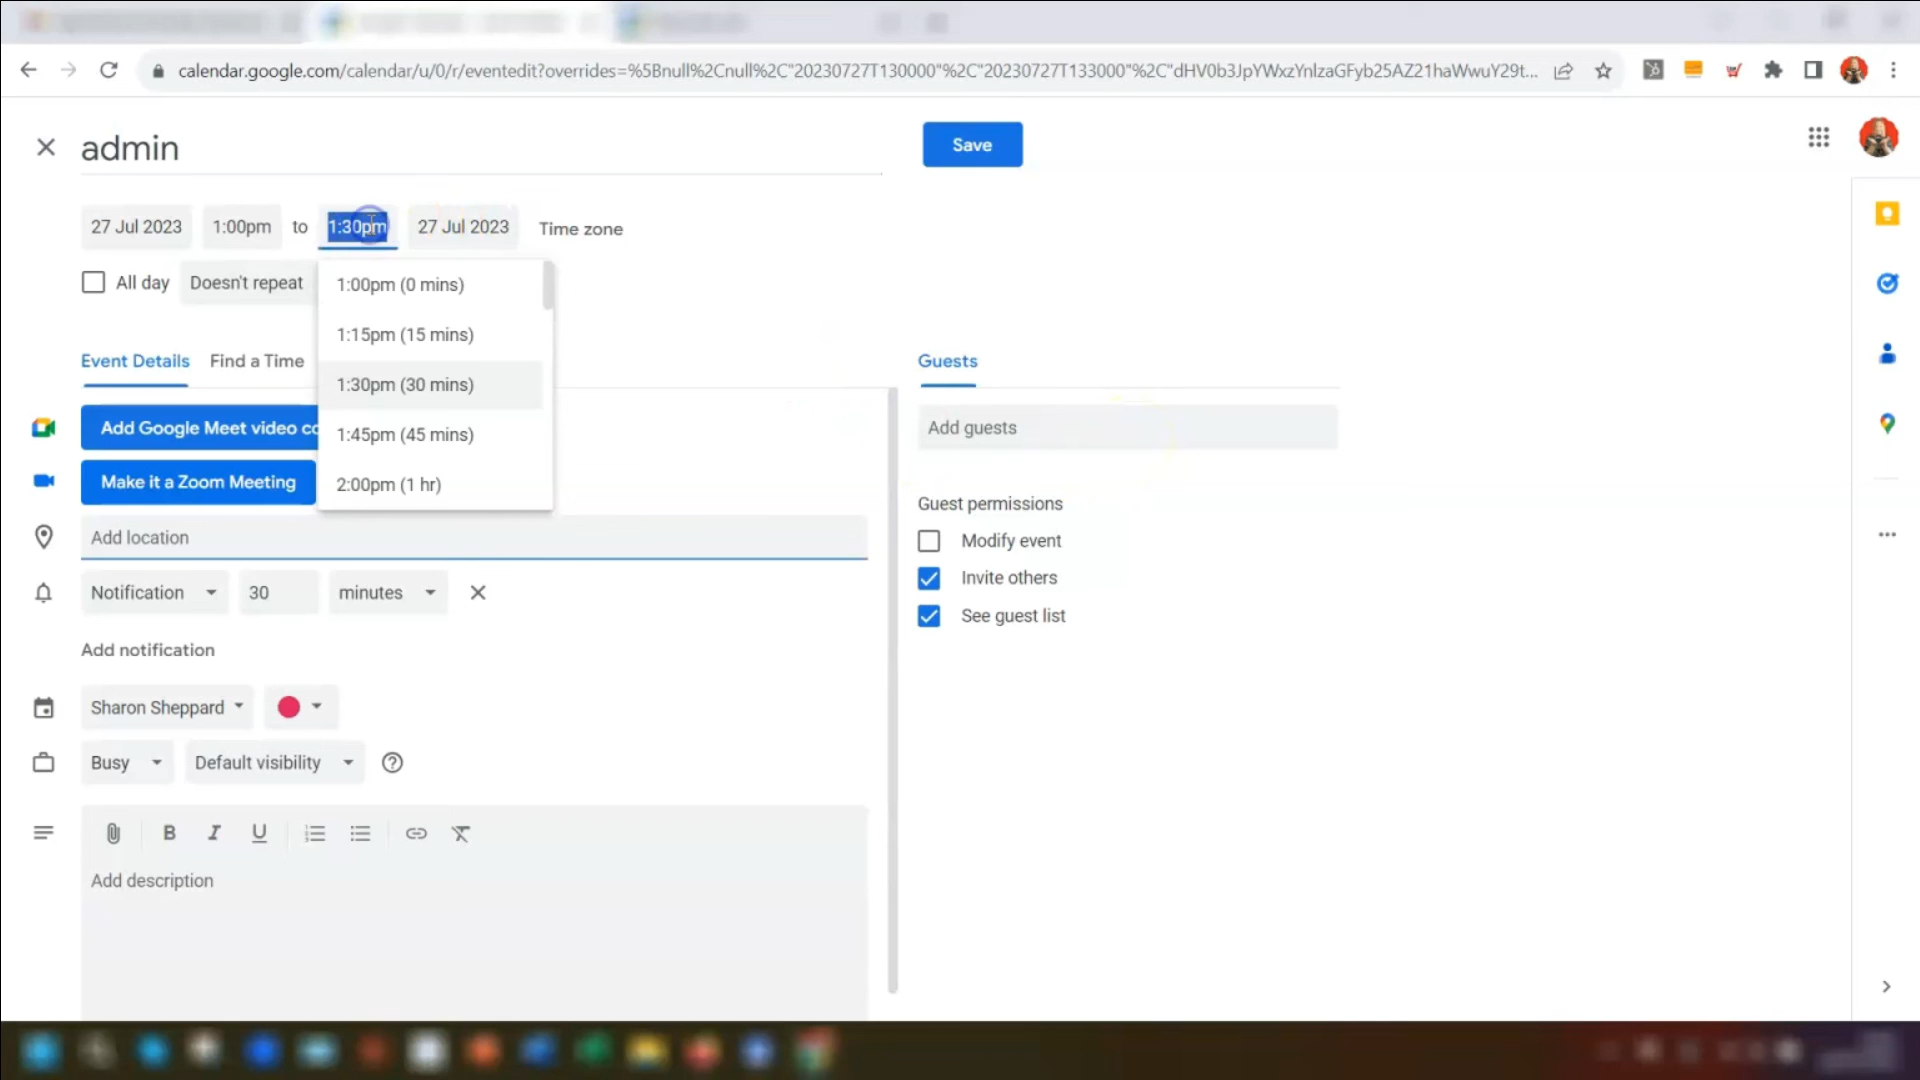 calendar.google.com/calendar/u/0/r/eventedit?overrides=%5Bnull%2Cnull%2C"20230727T130000"%2C"20230727T133000"%2C"dHV0b3JpYWxzYnlzaGFyb25AZ21haWwuY29t...
admin
Save
27 Jul 2023 1:00pm to 1:30pm 27 Jul 2023 Time zone
All day Doesn't repeat
1:00pm (0 mins)
1:15pm (15 mins)
1:30pm (30 mins)
1:45pm (45 mins)
2:00pm (1 hr)
Event Details Find a Time
Guests
Add Google Meet video co
Add guests
Make it a Zoom Meeting
Guest permissions
Add location
Modify event
Invite others
Notification 30 minutes
See guest list
Add notification
Sharon Sheppard
Busy Default visibility
B I U
Add description